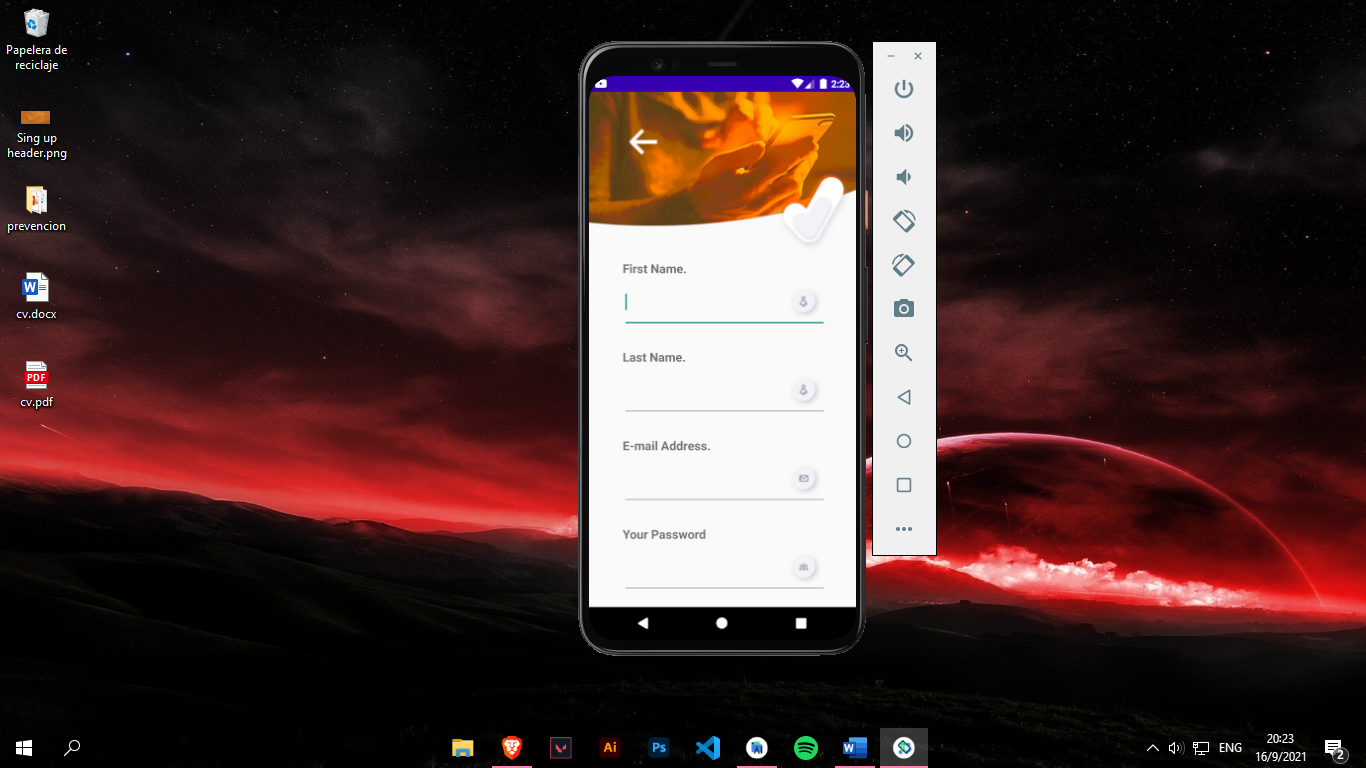 Papelera de
reciclaje
Sing up
header.png
prevencion
cv.docx
PDF
cv.pdf
2:23
First Name.
Last Name.
E-mail Address.
Your Password
Ai
Ps
W
ENG
20:23
16/9/2021
2